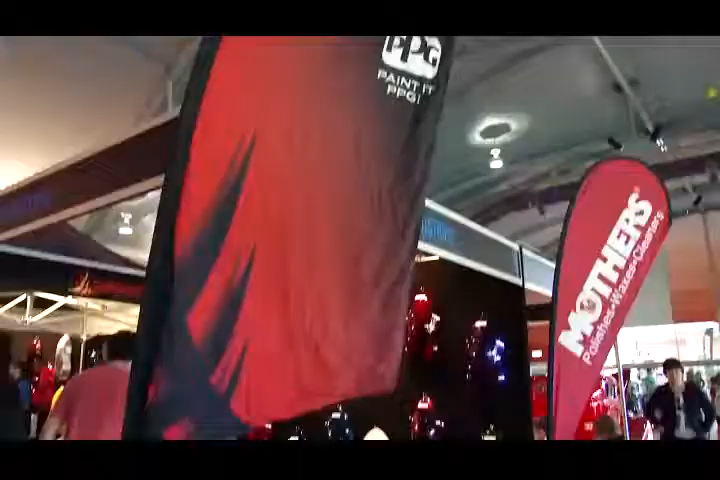 PPG
PAINT IT
PPG!
MOTHERS®
Polishes•Waxes•Cleaners